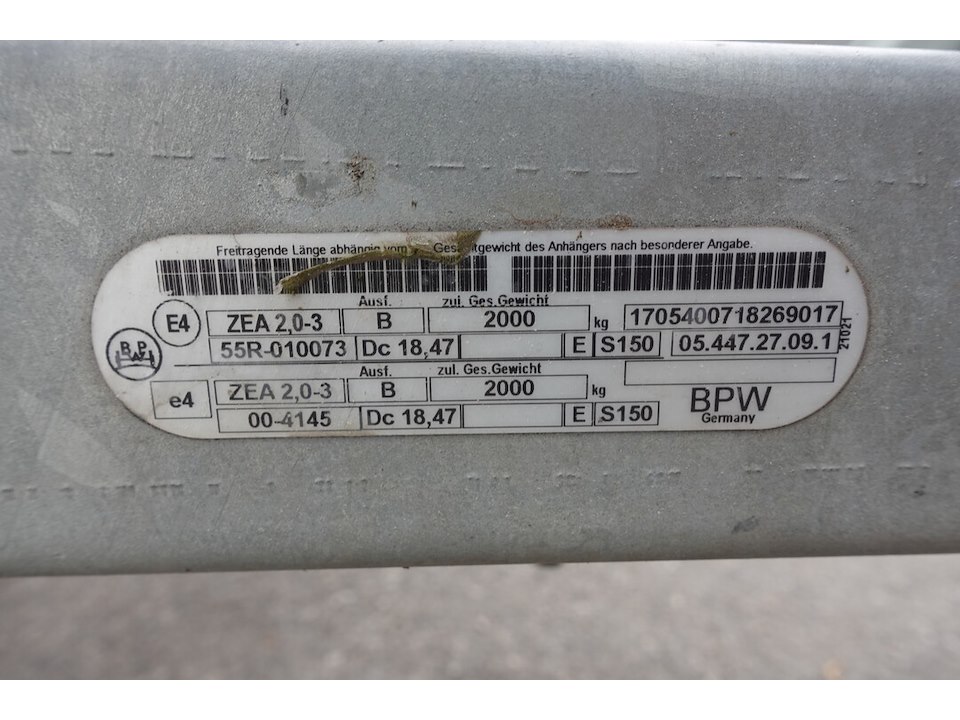 Freitragende Länge abhängig vom Gesamtgewicht des Anhängers nach besonderer Angabe.
Ausf. zul. Ges.Gewicht
E4 ZEA 2,0-3 B 2000 kg 1705400718269017
55R-010073 Dc 18,47 E S150 05.447.27.09.1 21021
BPW
Ausf. zul. Ges.Gewicht
e4 ZEA 2,0-3 B 2000 kg
00-4145 Dc 18,47 E S150
BPW
Germany